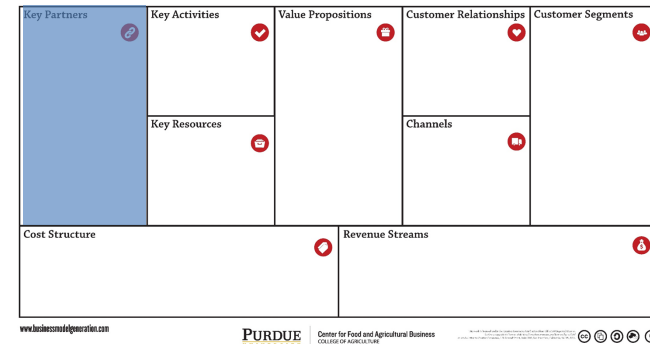 Key Partners
Key Activities
Value Propositions
Customer Relationships
Customer Segments
Key Resources
Channels
Cost Structure
Revenue Streams
www.businessmodelgeneration.com
PURDUE
Center for Food and Agricultural Business
COLLEGE OF AGRICULTURE
cc